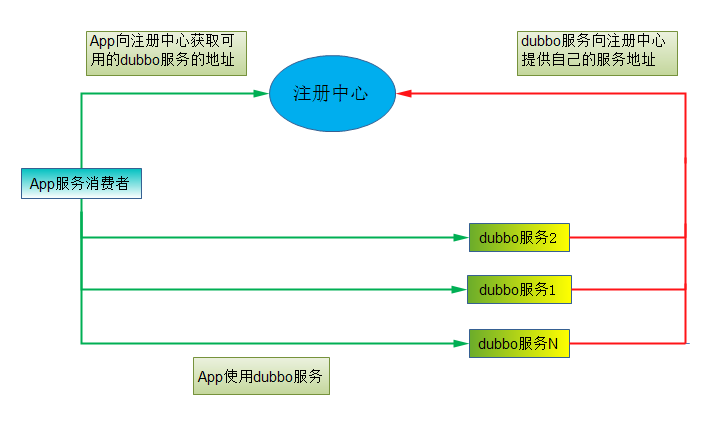 App向注册中心获取可
用的dubbo服务的地址
dubbo服务向注册中心
提供自己的服务地址
注册中心
App服务消费者
dubbo服务2
dubbo服务1
dubbo服务N
App使用dubbo服务